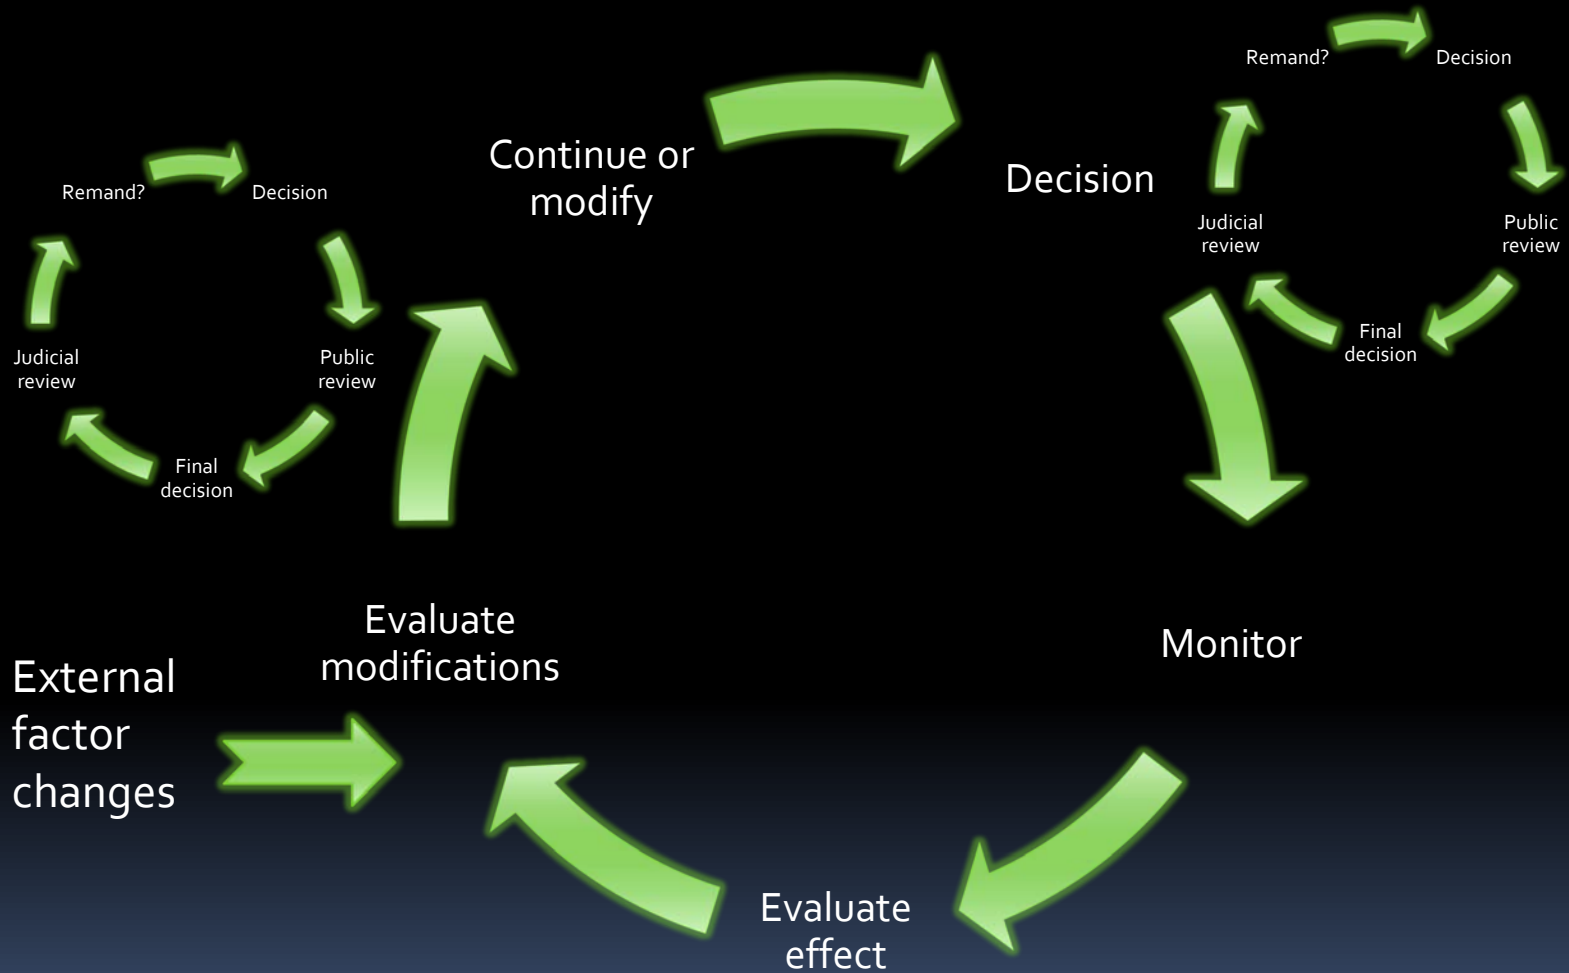 Remand?
Decision
Public
review
Final
decision
Judicial
review
Continue or
modify
Decision
Remand?
Decision
Public
review
Final
decision
Judicial
review
Monitor
Evaluate
effect
Evaluate
modifications
External
factor
changes